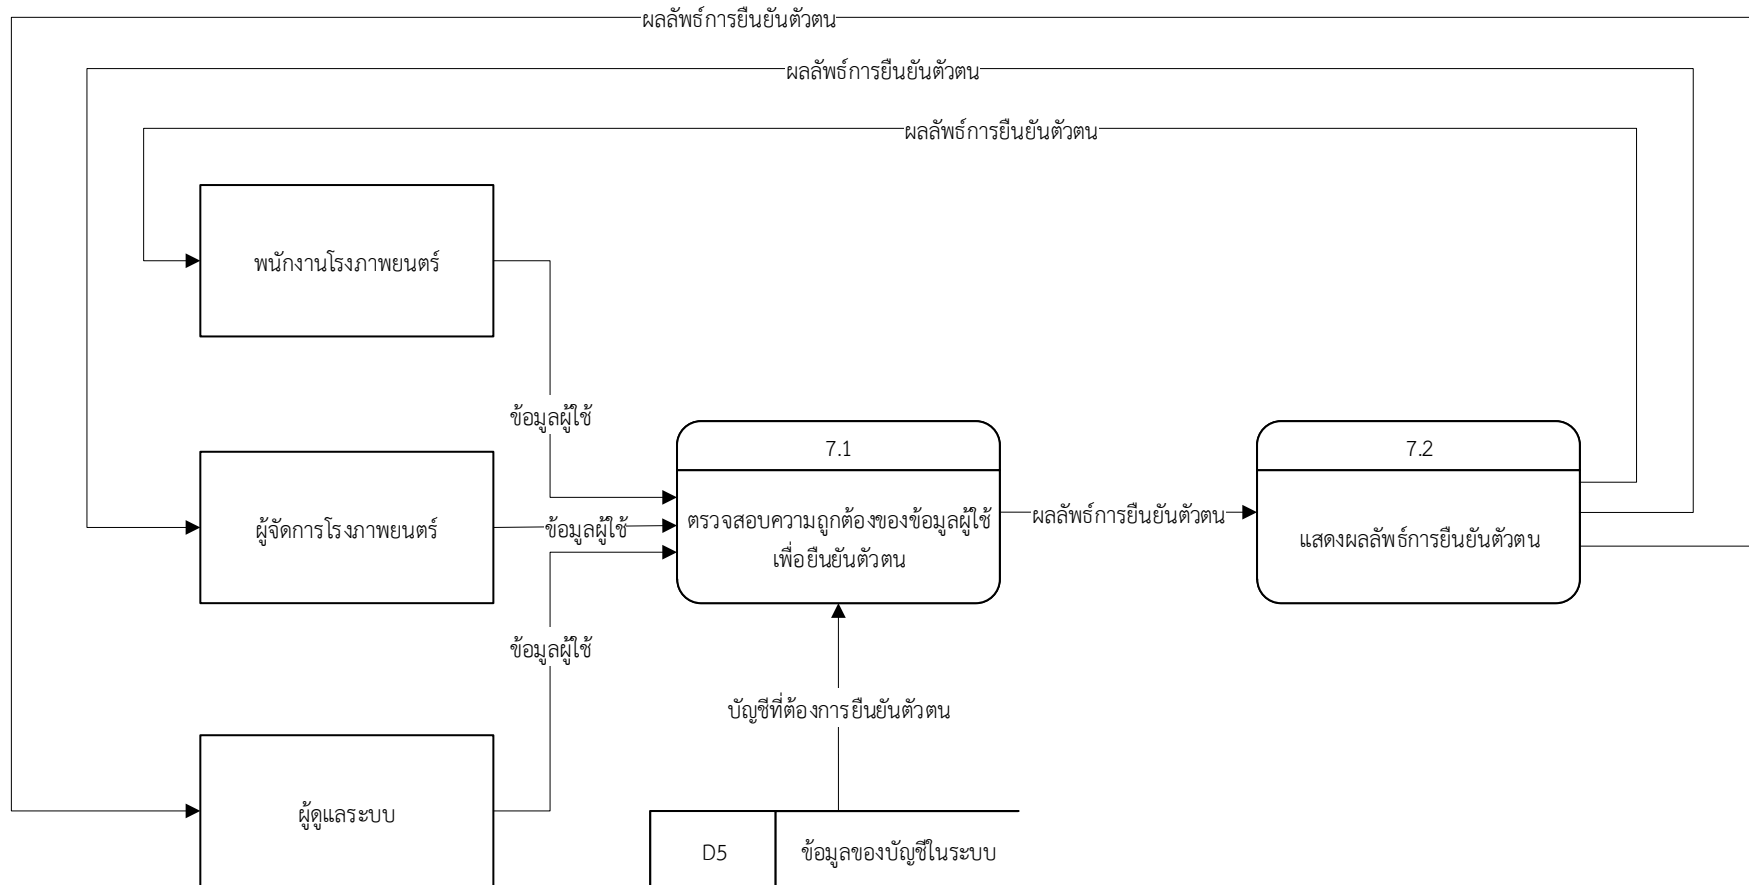 ผลลัพธ์การยืนยันตัวตน
ผลลัพธ์การยืนยันตัวตน
ผลลัพธ์การยืนยันตัวตน
พนักงานโรงภาพยนตร์
ข้อมูลผู้ใช้
7.1
7.2
ผู้จัดการโรงภาพยนตร์
ข้อมูลผู้ใช้
ตรวจสอบความถูกต้องของข้อมูลผู้ใช้
เพื่อยืนยันตัวตน
ผลลัพธ์การยืนยันตัวตน
แสดงผลลัพธ์การยืนยันตัวตน
ข้อมูลผู้ใช้
บัญชีที่ต้องการยืนยันตัวตน
ผู้ดูแลระบบ
D5
ข้อมูลของบัญชีในระบบ